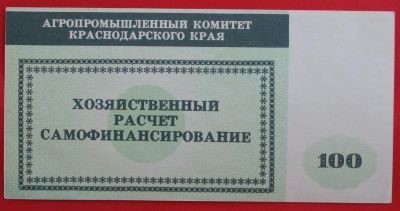 АГРОПРОМЫШЛЕННЫЙ КОМИТЕТ
КРАСНОДАРСКОГО КРАЯ
ХОЗЯЙСТВЕННЫЙ
РАСЧЕТ
САМОФИНАНСИРОВАНИЕ
100